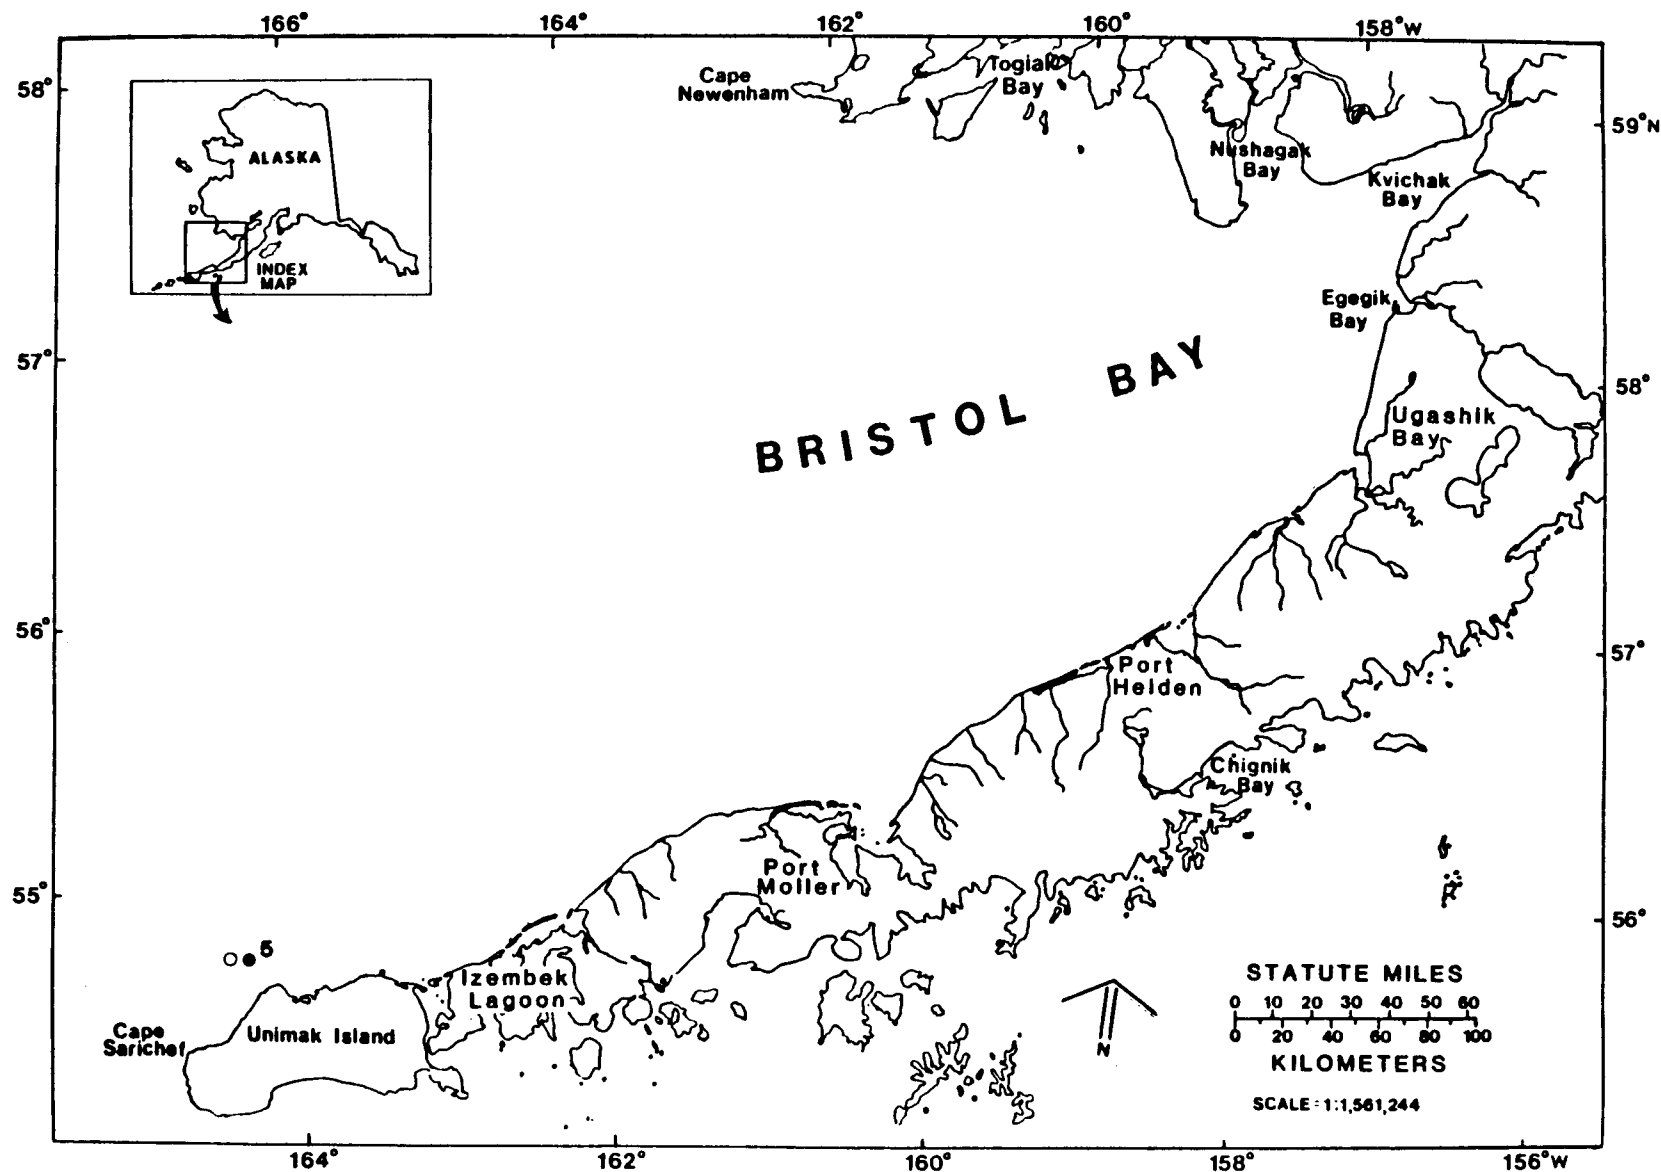 166° 164° 162° 160° 158°W
58°
57°
56°
55°
59°N
58°
57°
56°
164° 162° 160° 158° 156°W
ALASKA
INDEX
MAP
Cape
Newenham
Togiak
Bay
Nushagak
Bay
Kvichak
Bay
Egegik
Bay
Ugashik
Bay
BRISTOL BAY
Port
Heiden
Chignik
Bay
Port
Moller
Izembek
Lagoon
5
Unimak Island
Cape
Sarichef
N
STATUTE MILES
0 10 20 30 40 50 60
0 20 40 60 80 100
KILOMETERS
SCALE = 1:1,561,244